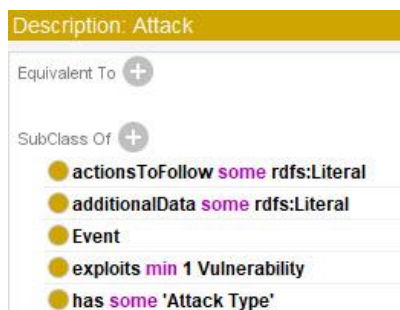 Description: Attack
Equivalent To
SubClass Of
actionsToFollow some rdfs:Literal
additionalData some rdfs:Literal
Event
exploits min 1 Vulnerability
has some 'Attack Type'